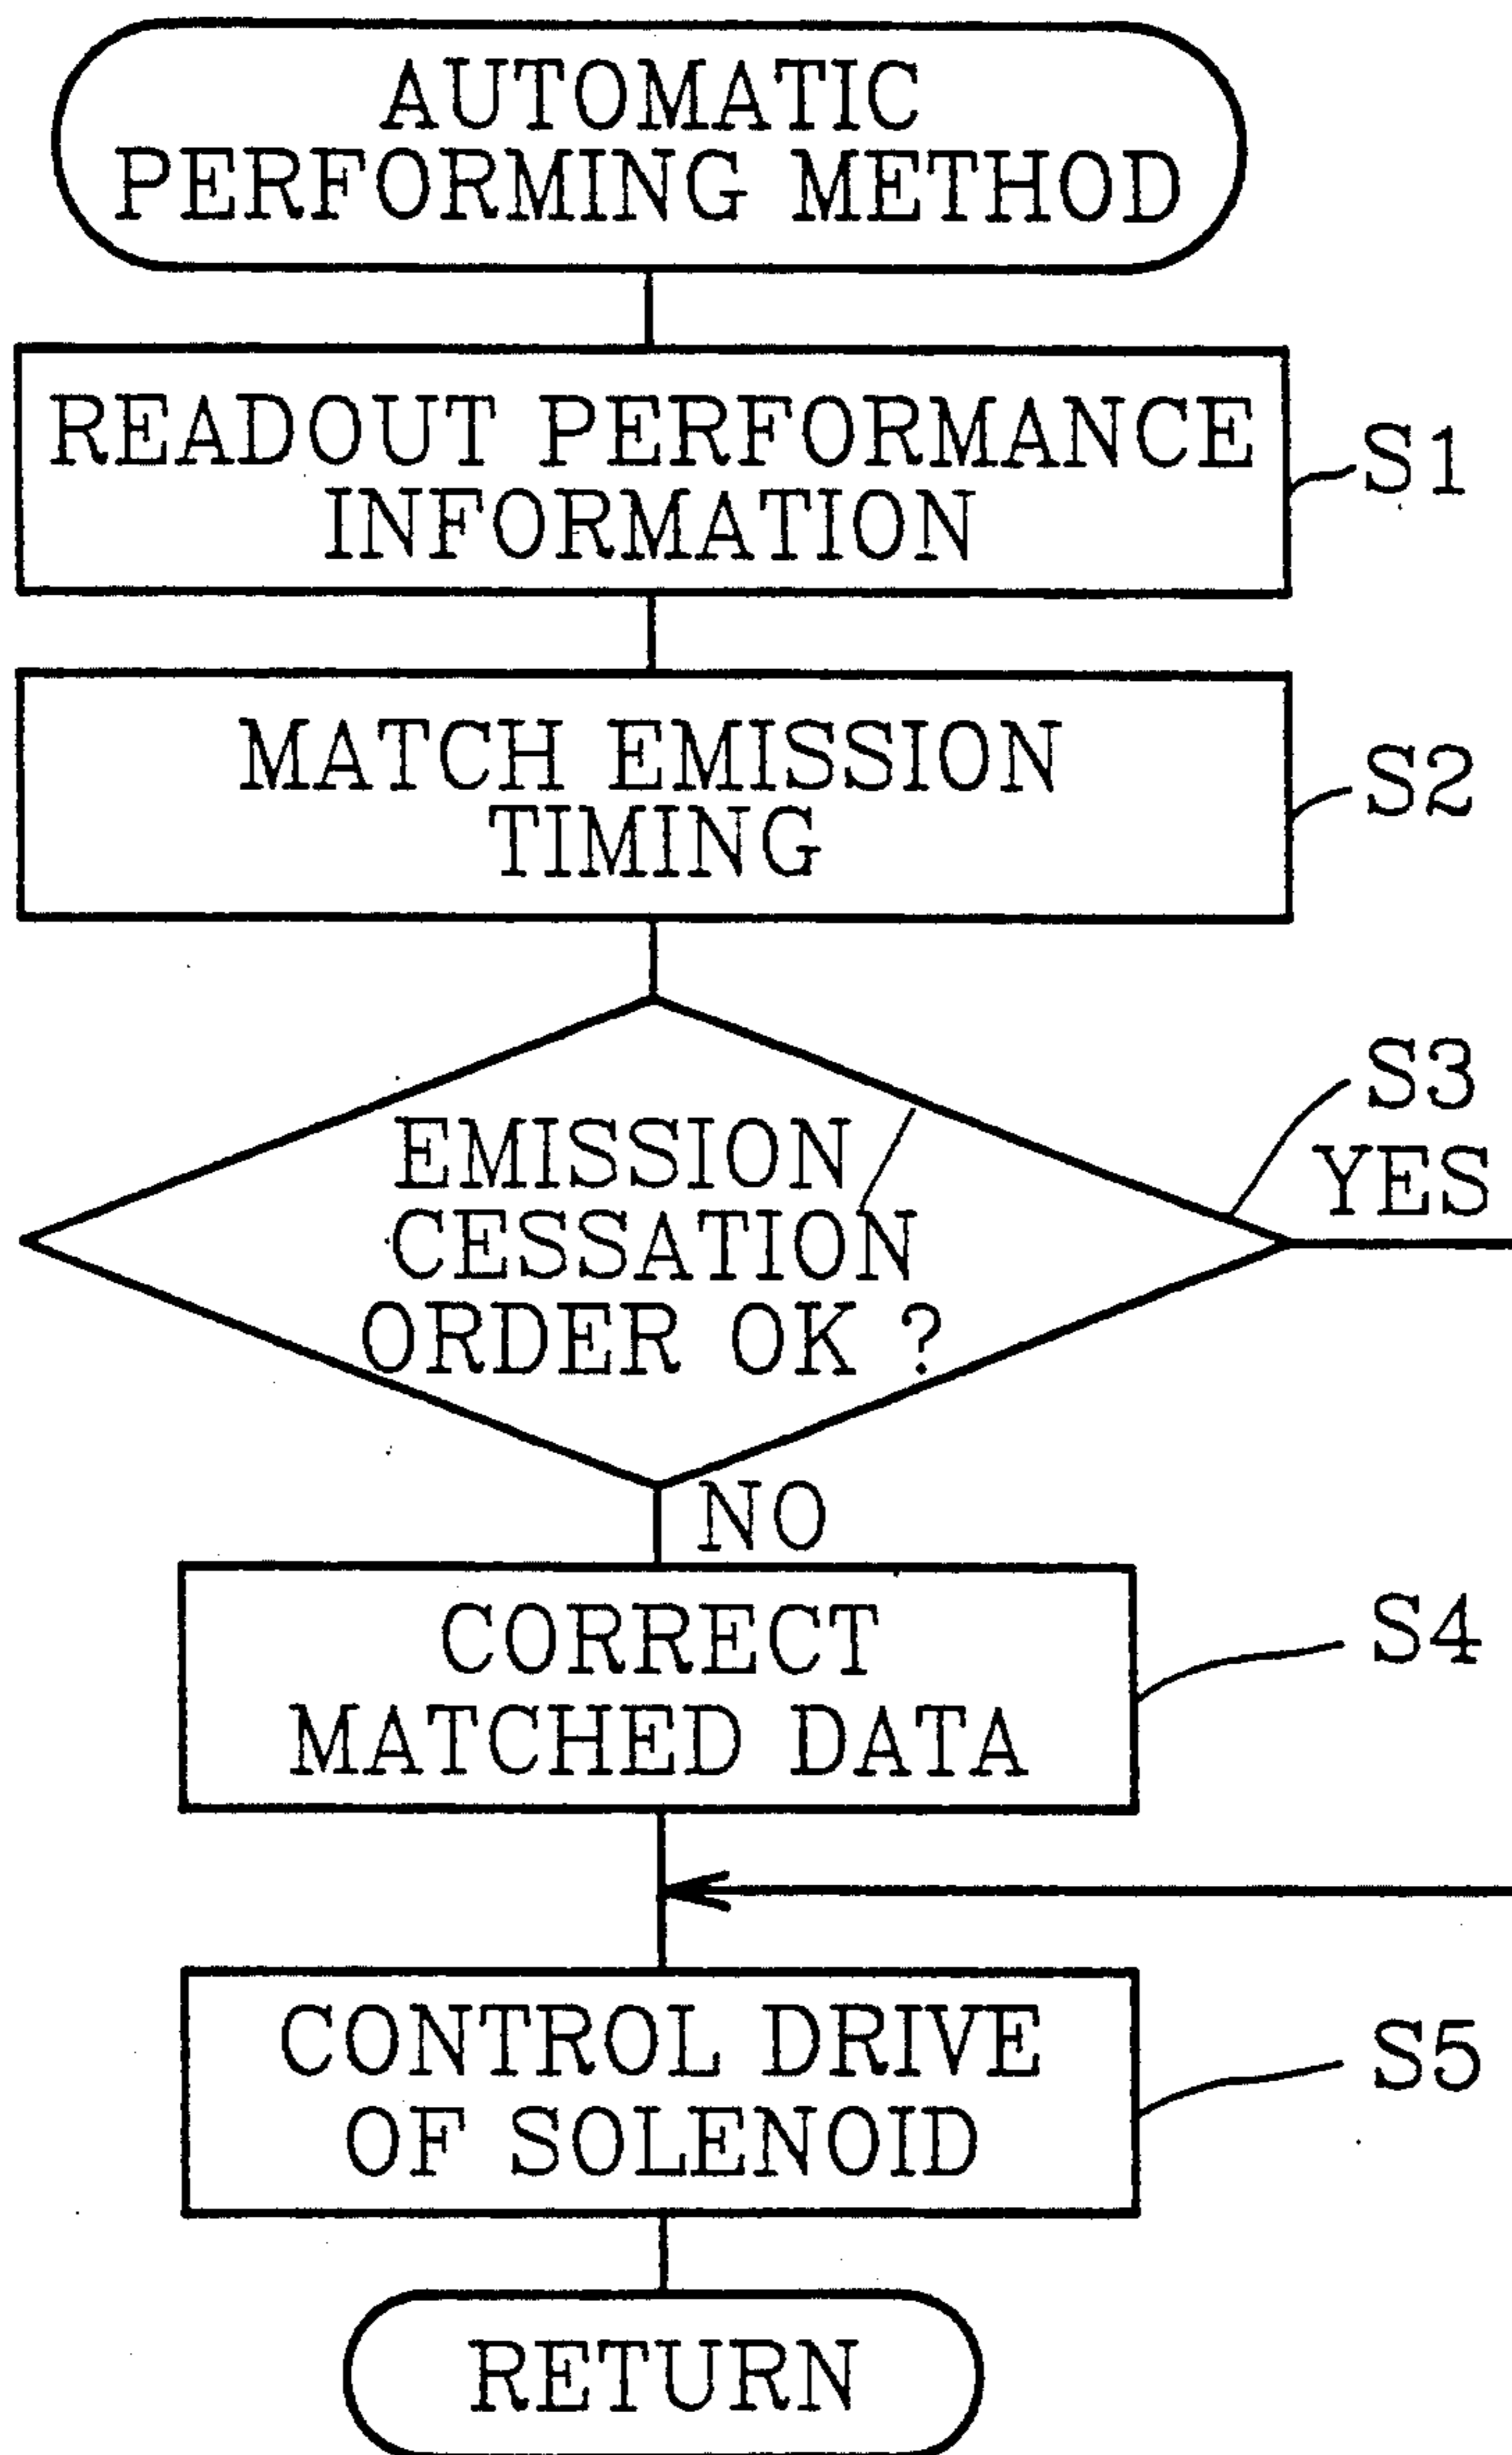 AUTOMATIC
PERFORMING METHOD
READOUT PERFORMANCE
INFORMATION
S1
MATCH EMISSION
TIMING
S2
S3
YES
EMISSION /
CESSATION
ORDER OK ?
NO
CORRECT
MATCHED DATA
S4
CONTROL DRIVE
OF SOLENOID
S5
RETURN